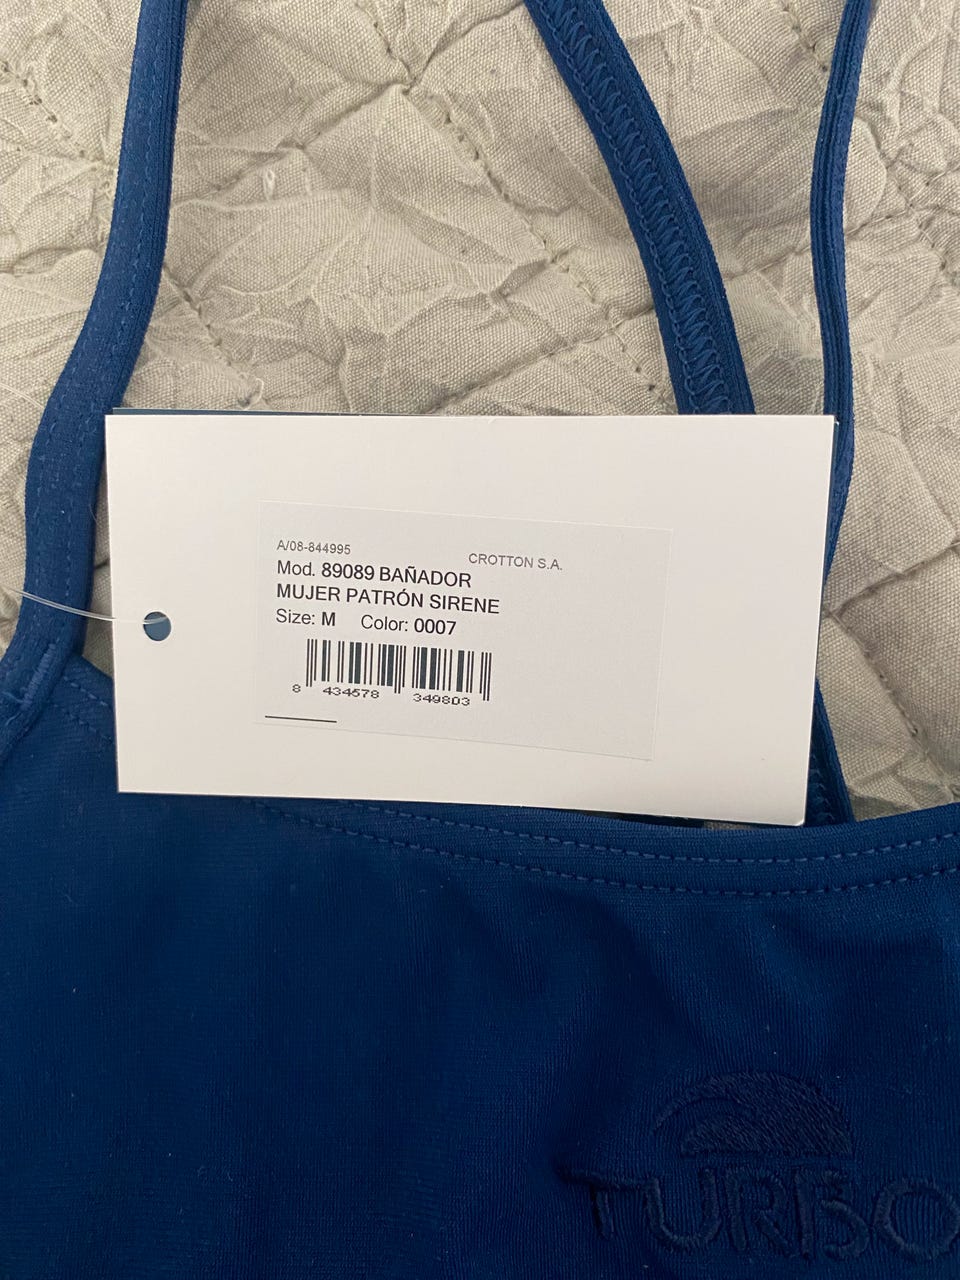 A/08-844995
CROTTON S.A.
Mod. 89089 BAÑADOR
MUJER PATRÓN SIRENE
Size: M Color: 0007
8 434578 349803
TURBO